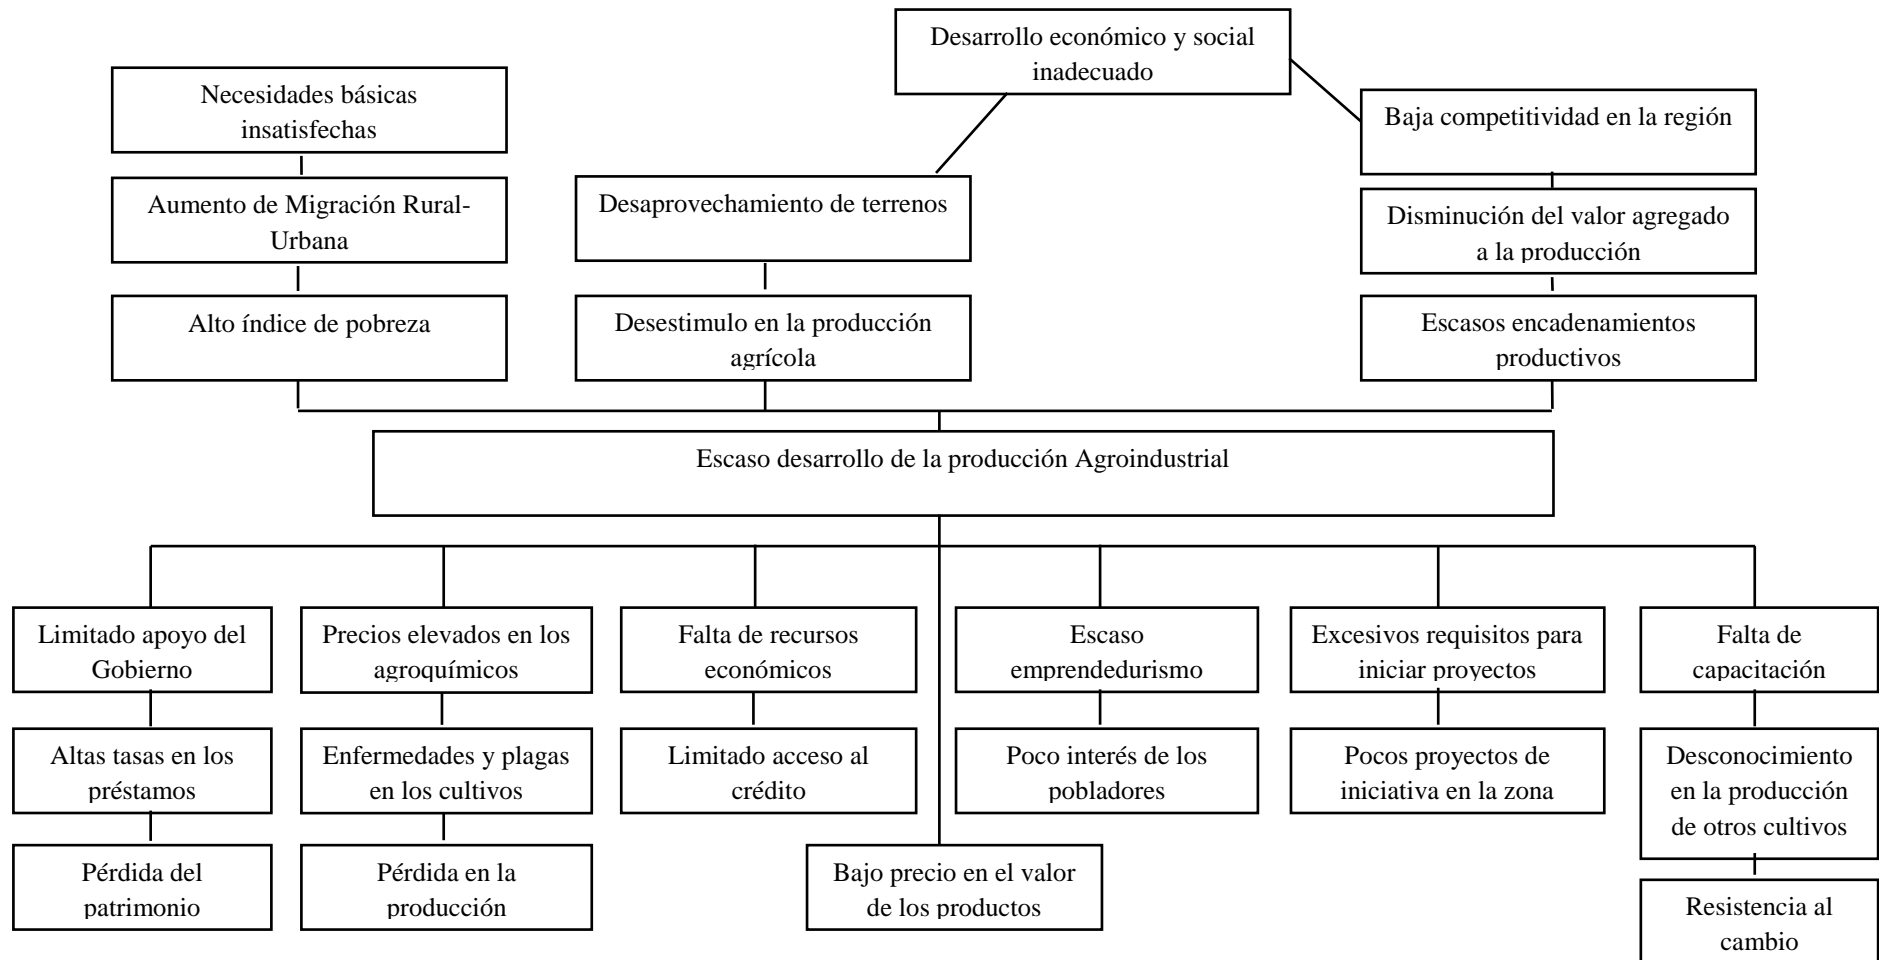 Desarrollo económico y social
inadecuado
Necesidades básicas
insatisfechas
Baja competitividad en la región
Aumento de Migración Rural-
Urbana
Desaprovechamiento de terrenos
Disminución del valor agregado
a la producción
Alto índice de pobreza
Desestimulo en la producción
agrícola
Escasos encadenamientos
productivos
Escaso desarrollo de la producción Agroindustrial
Limitado apoyo del
Gobierno
Precios elevados en los
agroquímicos
Falta de recursos
económicos
Escaso
emprendedurismo
Excesivos requisitos para
iniciar proyectos
Falta de
capacitación
Altas tasas en los
préstamos
Enfermedades y plagas
en los cultivos
Limitado acceso al
crédito
Poco interés de los
pobladores
Pocos proyectos de
iniciativa en la zona
Desconocimiento
en la producción
de otros cultivos
Pérdida del
patrimonio
Pérdida en la
producción
Bajo precio en el valor
de los productos
Resistencia al
cambio